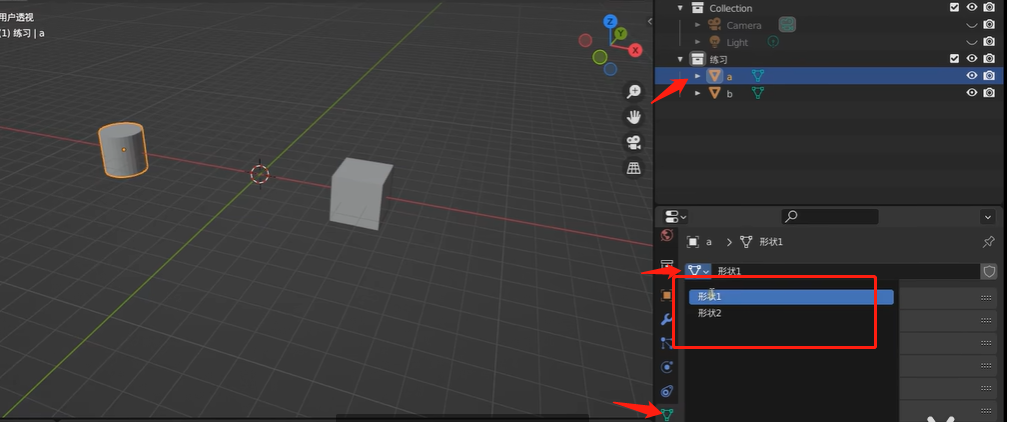 用户透视
(1) 练习 | a
Z
Y
X
Collection
Camera
Light
练习
a
b
a > 形状1
形状1
形状1
形状2